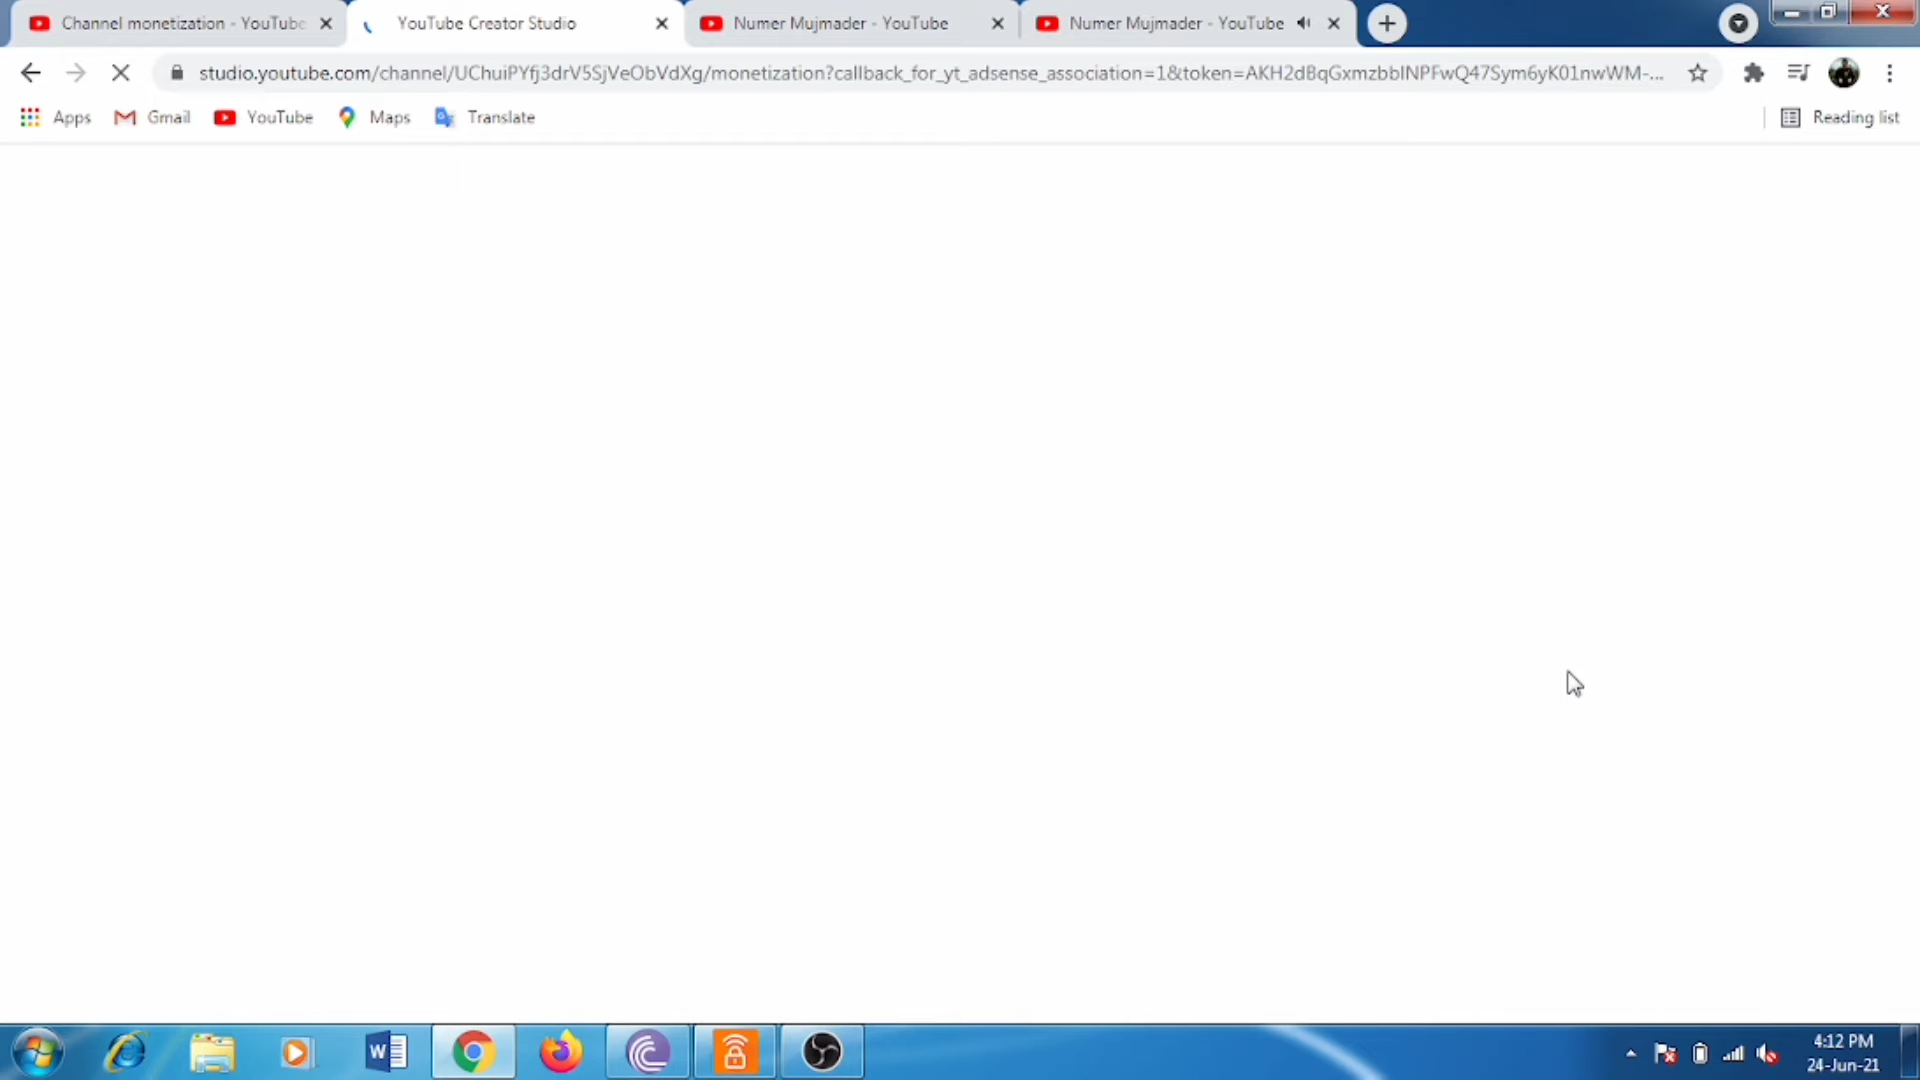 Channel monetization - YouTube
YouTube Creator Studio
Numer Mujmader - YouTube
Numer Mujmader - YouTube
studio.youtube.com/channel/UChuiPYfj3drV5SjVeObVdXg/monetization?callback_for_yt_adsense_association=1&token=AKH2dBqGxmzbbINPFwQ47Sym6yK01nwWM-...
Apps
Gmail
YouTube
Maps
Translate
Reading list
4:12 PM
24-Jun-21